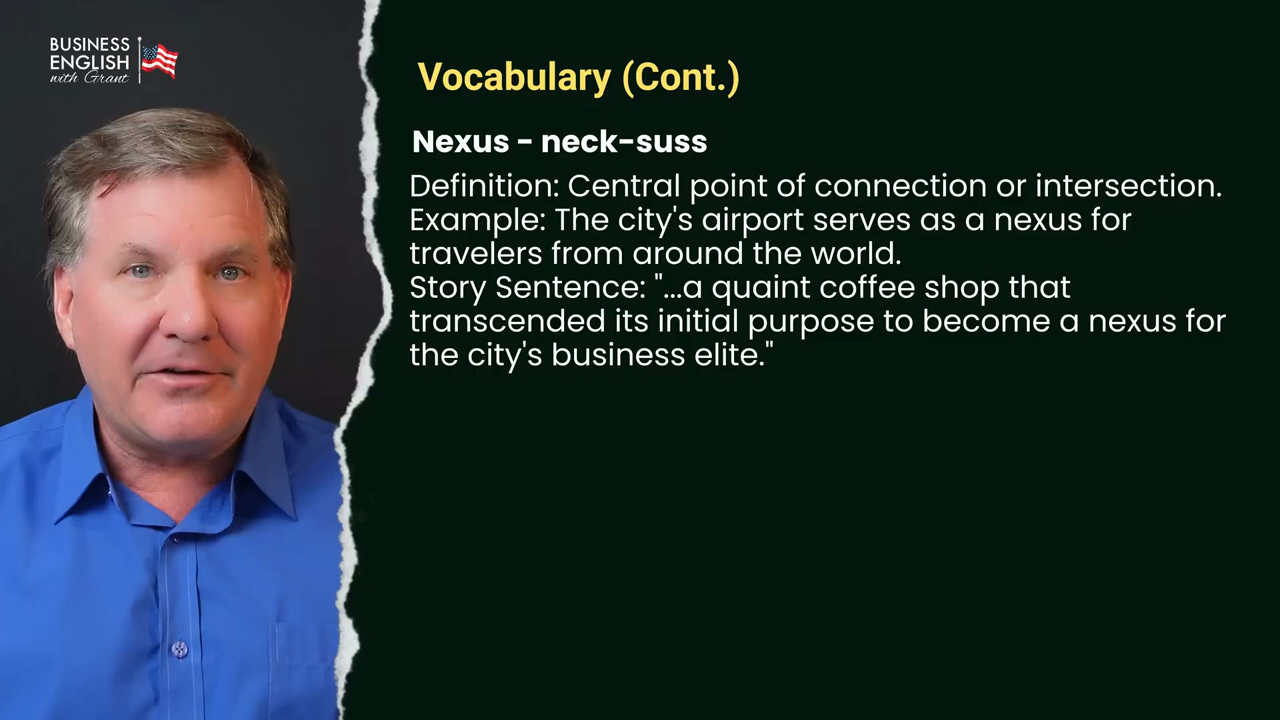 BUSINESS
ENGLISH
with Grant
Vocabulary (Cont.)
Nexus - neck-suss
Definition: Central point of connection or intersection.
Example: The city's airport serves as a nexus for
travelers from around the world.
Story Sentence: "...a quaint coffee shop that
transcended its initial purpose to become a nexus for
the city's business elite."